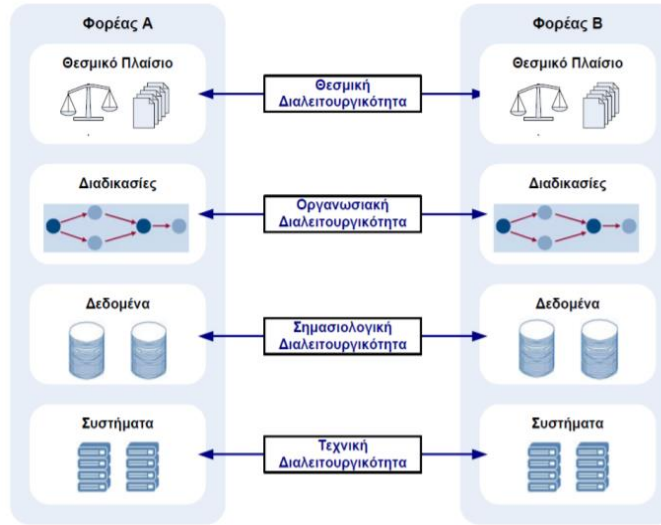 Φορέας Α
Φορέας Β
Θεσμικό Πλαίσιο
Θεσμική
Διαλειτουργικότητα
Θεσμικό Πλαίσιο
Διαδικασίες
Οργανωσιακή
Διαλειτουργικότητα
Διαδικασίες
Δεδομένα
Σημασιολογική
Διαλειτουργικότητα
Δεδομένα
Συστήματα
Τεχνική
Διαλειτουργικότητα
Συστήματα